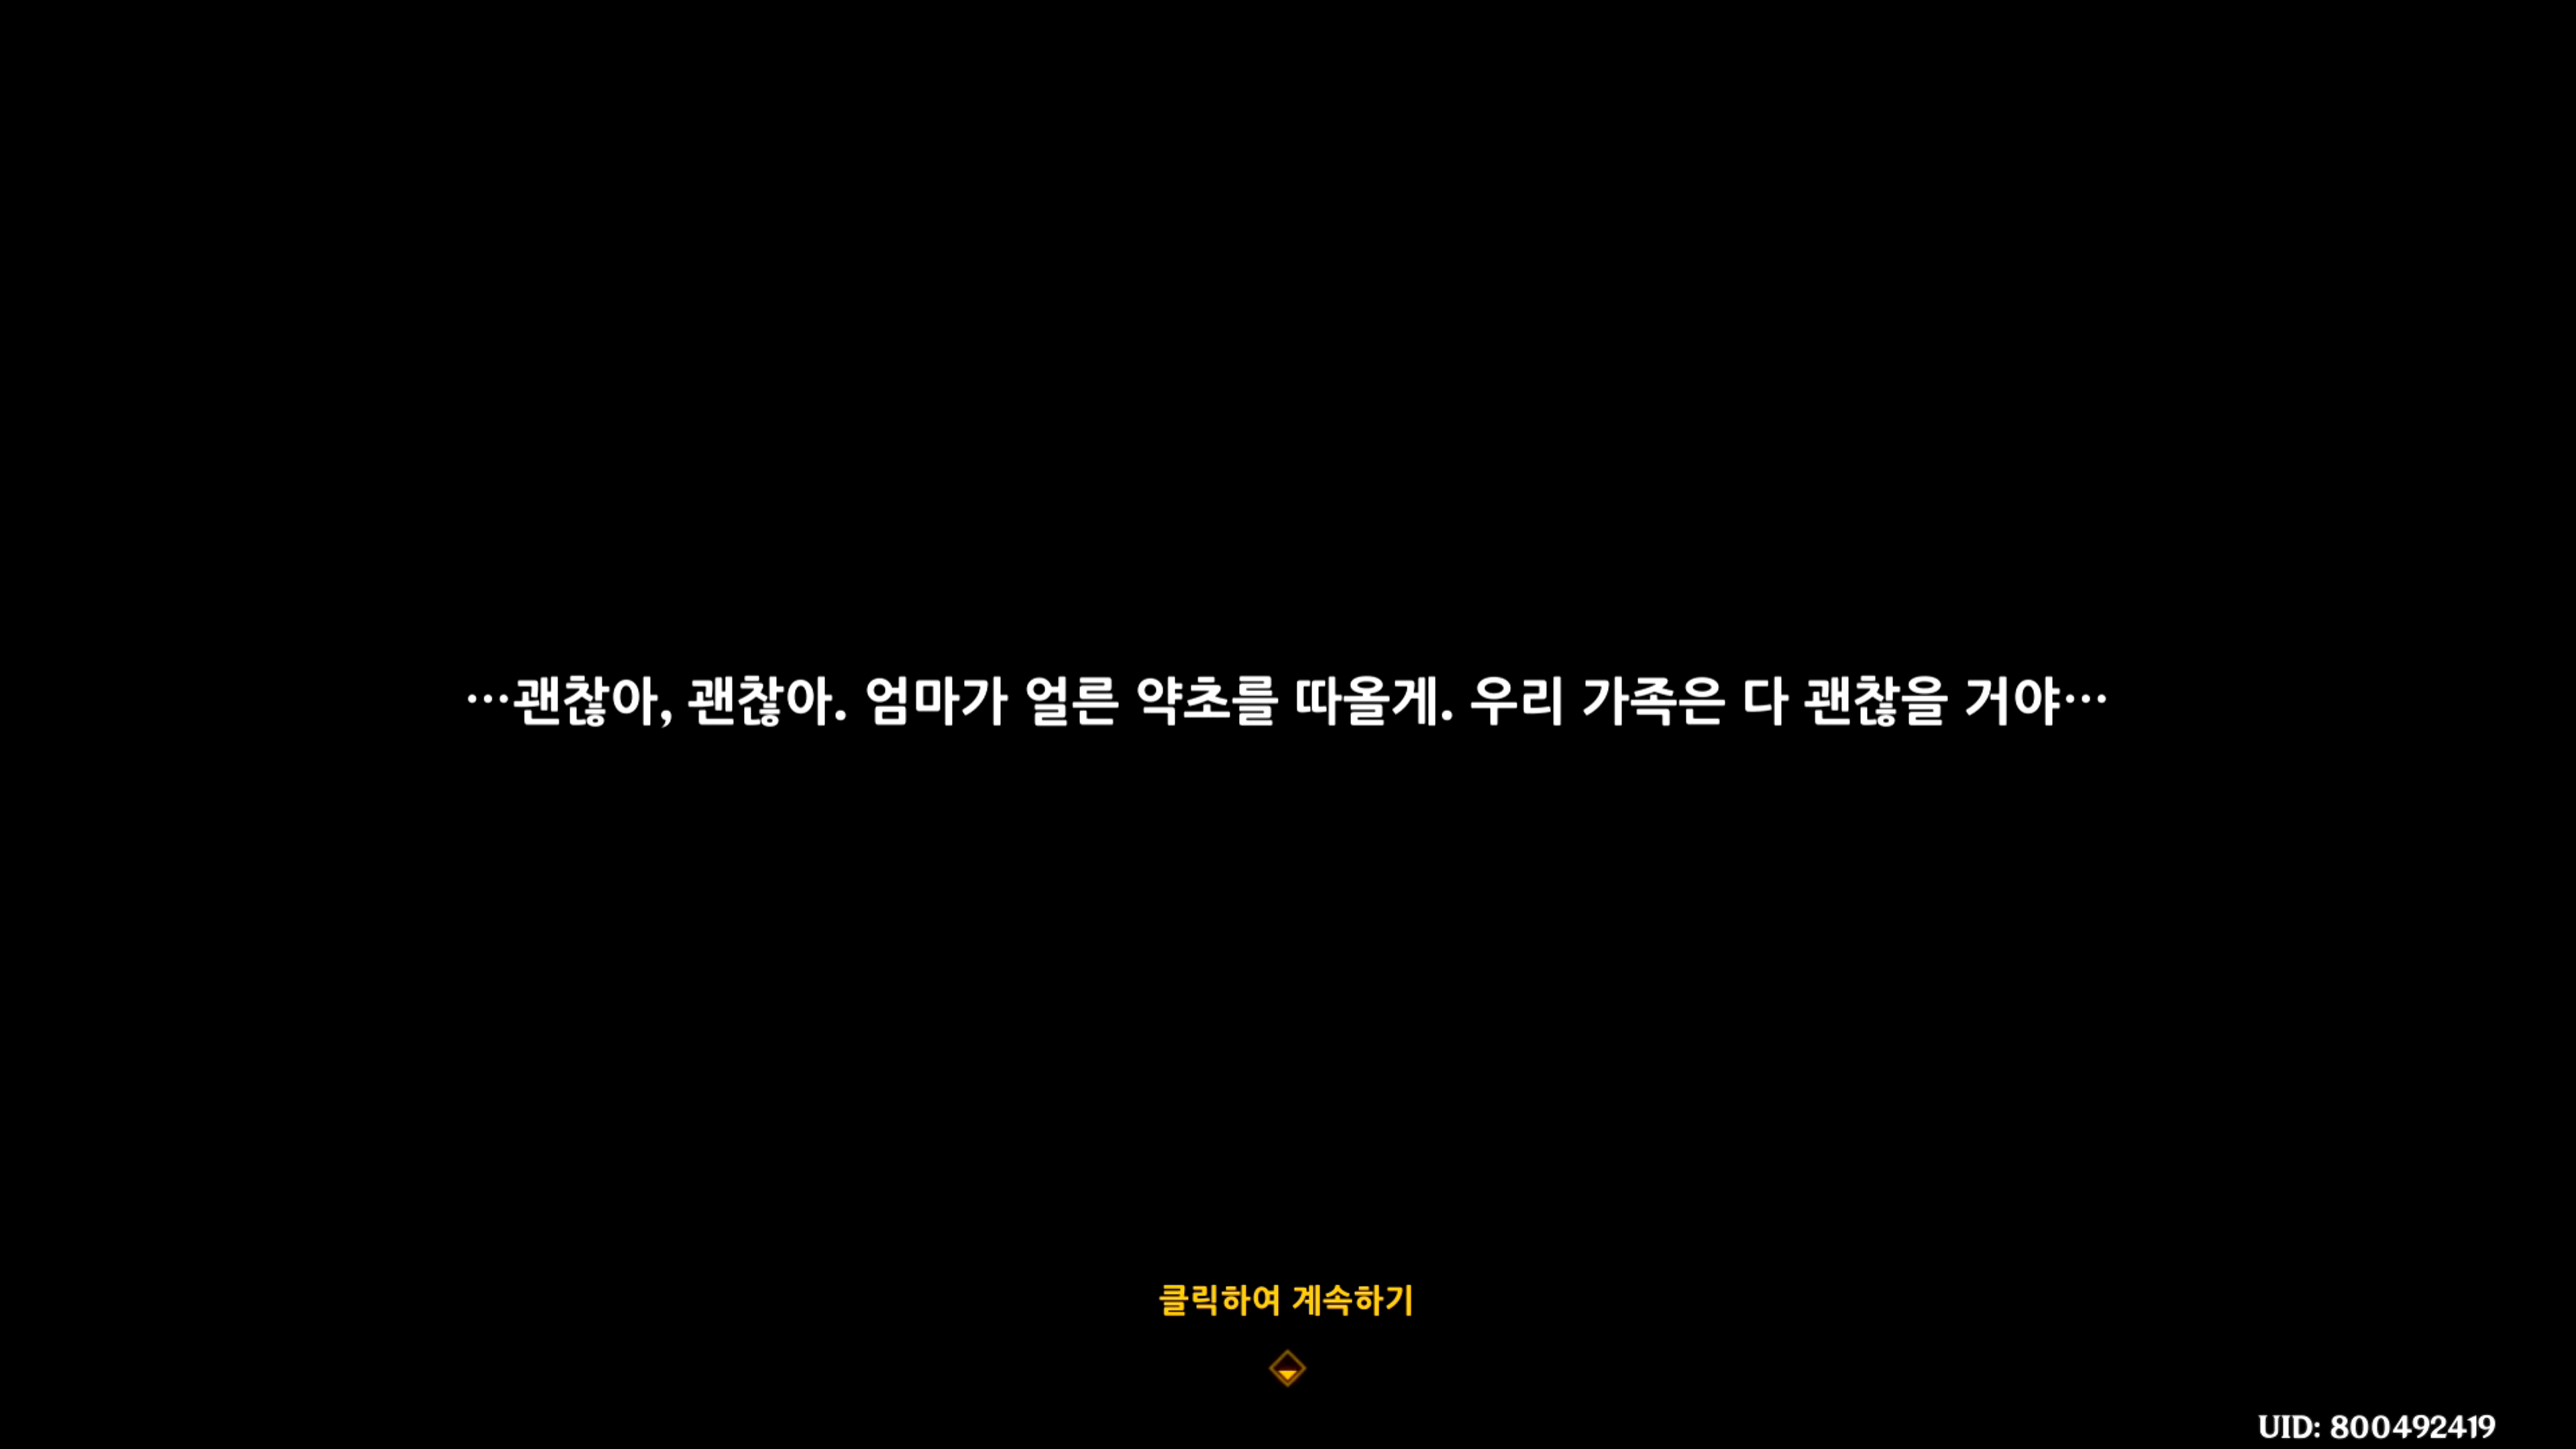 …괜찮아, 괜찮아. 엄마가 얼른 약초를 따올게. 우리 가족은 다 괜찮을 거야…
클릭하여 계속하기
UID: 800492419